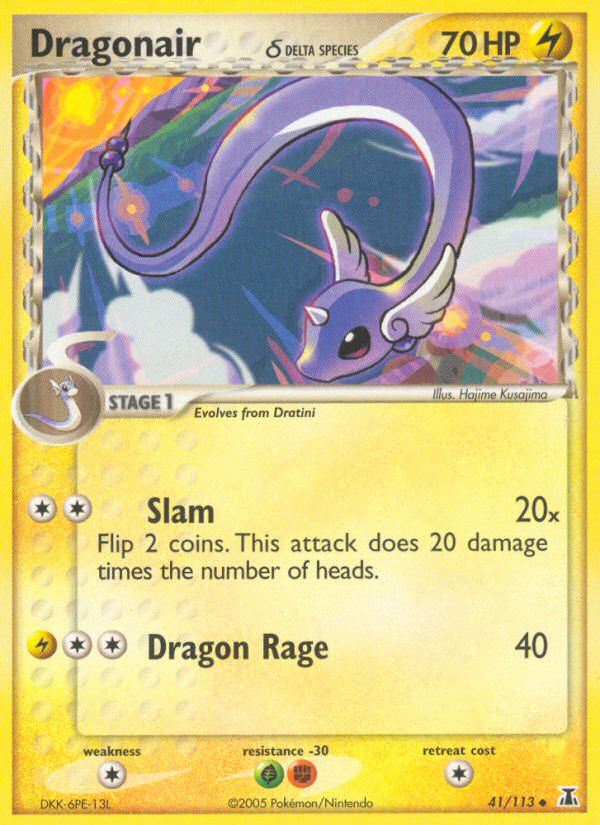 Dragonair δ DELTA SPECIES 70 HP
Illus. Hajime Kusajima
STAGE 1
Evolves from Dratini
Slam 20x
Flip 2 coins. This attack does 20 damage
times the number of heads.
Dragon Rage 40
weakness resistance -30 retreat cost
DKK-6PE-13L ©2005 Pokémon/Nintendo 41/113